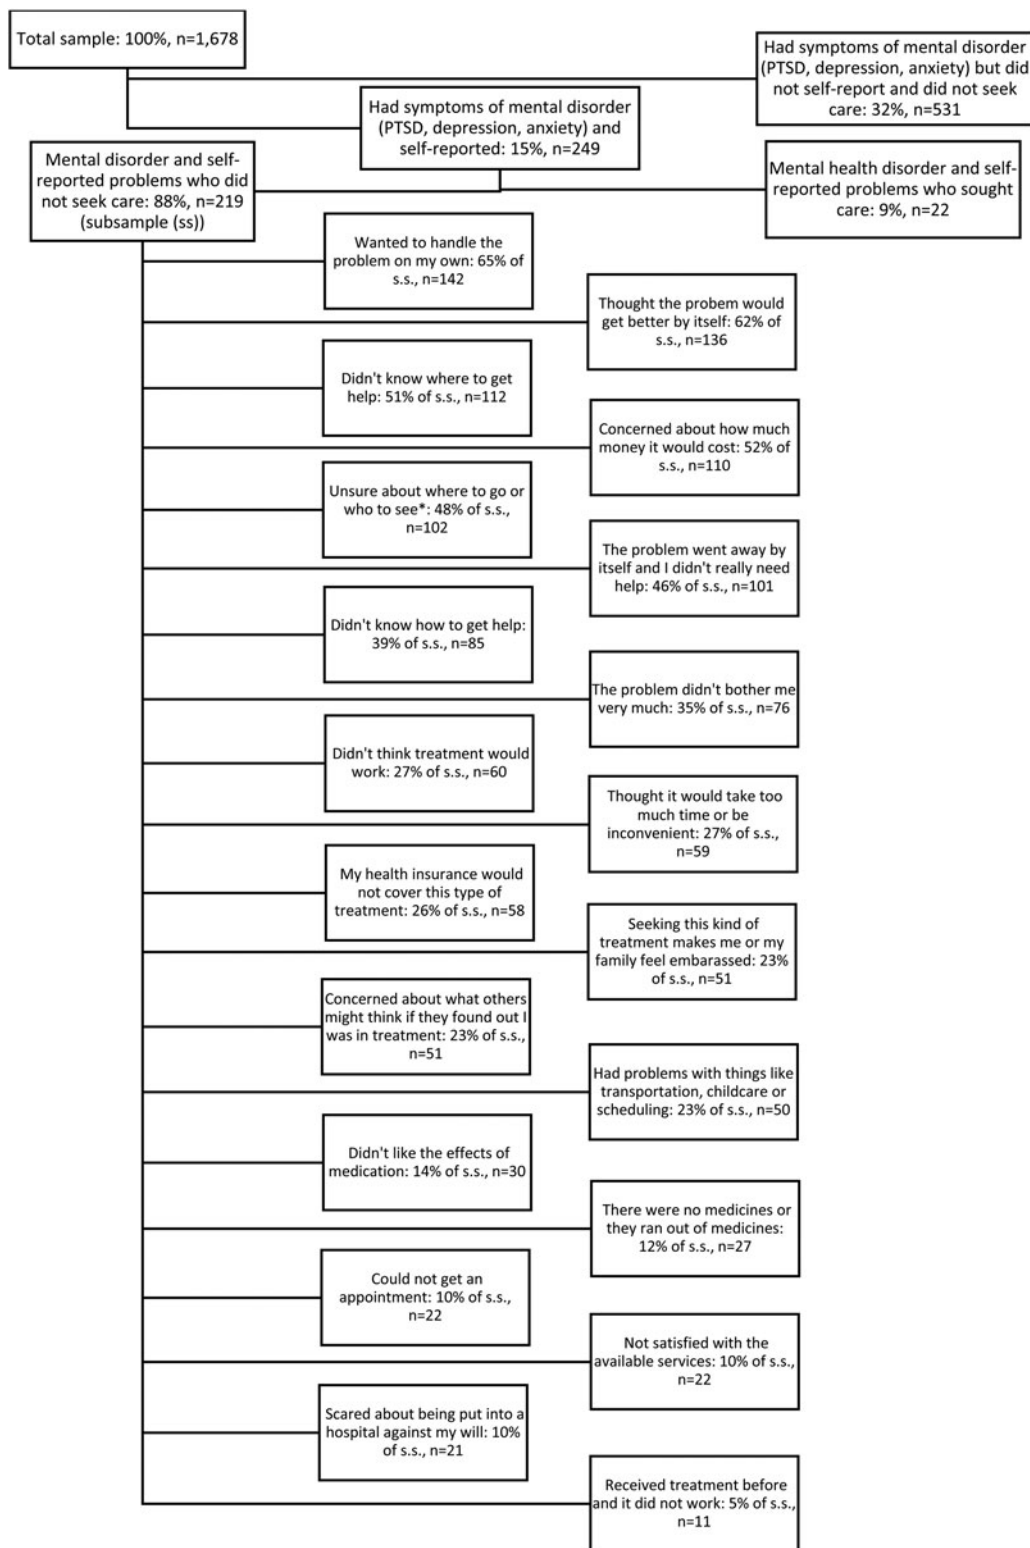 Total sample: 100%, n=1,678
Had symptoms of mental disorder
(PTSD, depression, anxiety) but did
not self-report and did not seek
care: 32%, n=531
Had symptoms of mental disorder
(PTSD, depression, anxiety) and
self-reported: 15%, n=249
Mental disorder and self-
reported problems who did
not seek care: 88%, n=219
(subsample (ss))
Mental health disorder and self-
reported problems who sought
care: 9%, n=22
Wanted to handle the
problem on my own: 65% of
s.s., n=142
Thought the probem would
get better by itself: 62% of
s.s., n=136
Didn't know where to get
help: 51% of s.s., n=112
Concerned about how much
money it would cost: 52% of
s.s., n=110
Unsure about where to go or
who to see*: 48% of s.s.,
n=102
The problem went away by
itself and I didn't really need
help: 46% of s.s., n=101
Didn't know how to get help:
39% of s.s., n=85
The problem didn't bother me
very much: 35% of s.s., n=76
Didn't think treatment would
work: 27% of s.s., n=60
Thought it would take too
much time or be
inconvenient: 27% of s.s.,
n=59
My health insurance would
not cover this type of
treatment: 26% of s.s., n=58
Seeking this kind of
treatment makes me or my
family feel embarassed: 23%
of s.s., n=51
Concerned about what others
might think if they found out I
was in treatment: 23% of s.s.,
n=51
Had problems with things like
transportation, childcare or
scheduling: 23% of s.s., n=50
Didn't like the effects of
medication: 14% of s.s., n=30
There were no medicines or
they ran out of medicines:
12% of s.s., n=27
Could not get an
appointment: 10% of s.s.,
n=22
Not satisfied with the
available services: 10% of s.s.,
n=22
Scared about being put into a
hospital against my will: 10%
of s.s., n=21
Received treatment before
and it did not work: 5% of s.s.,
n=11